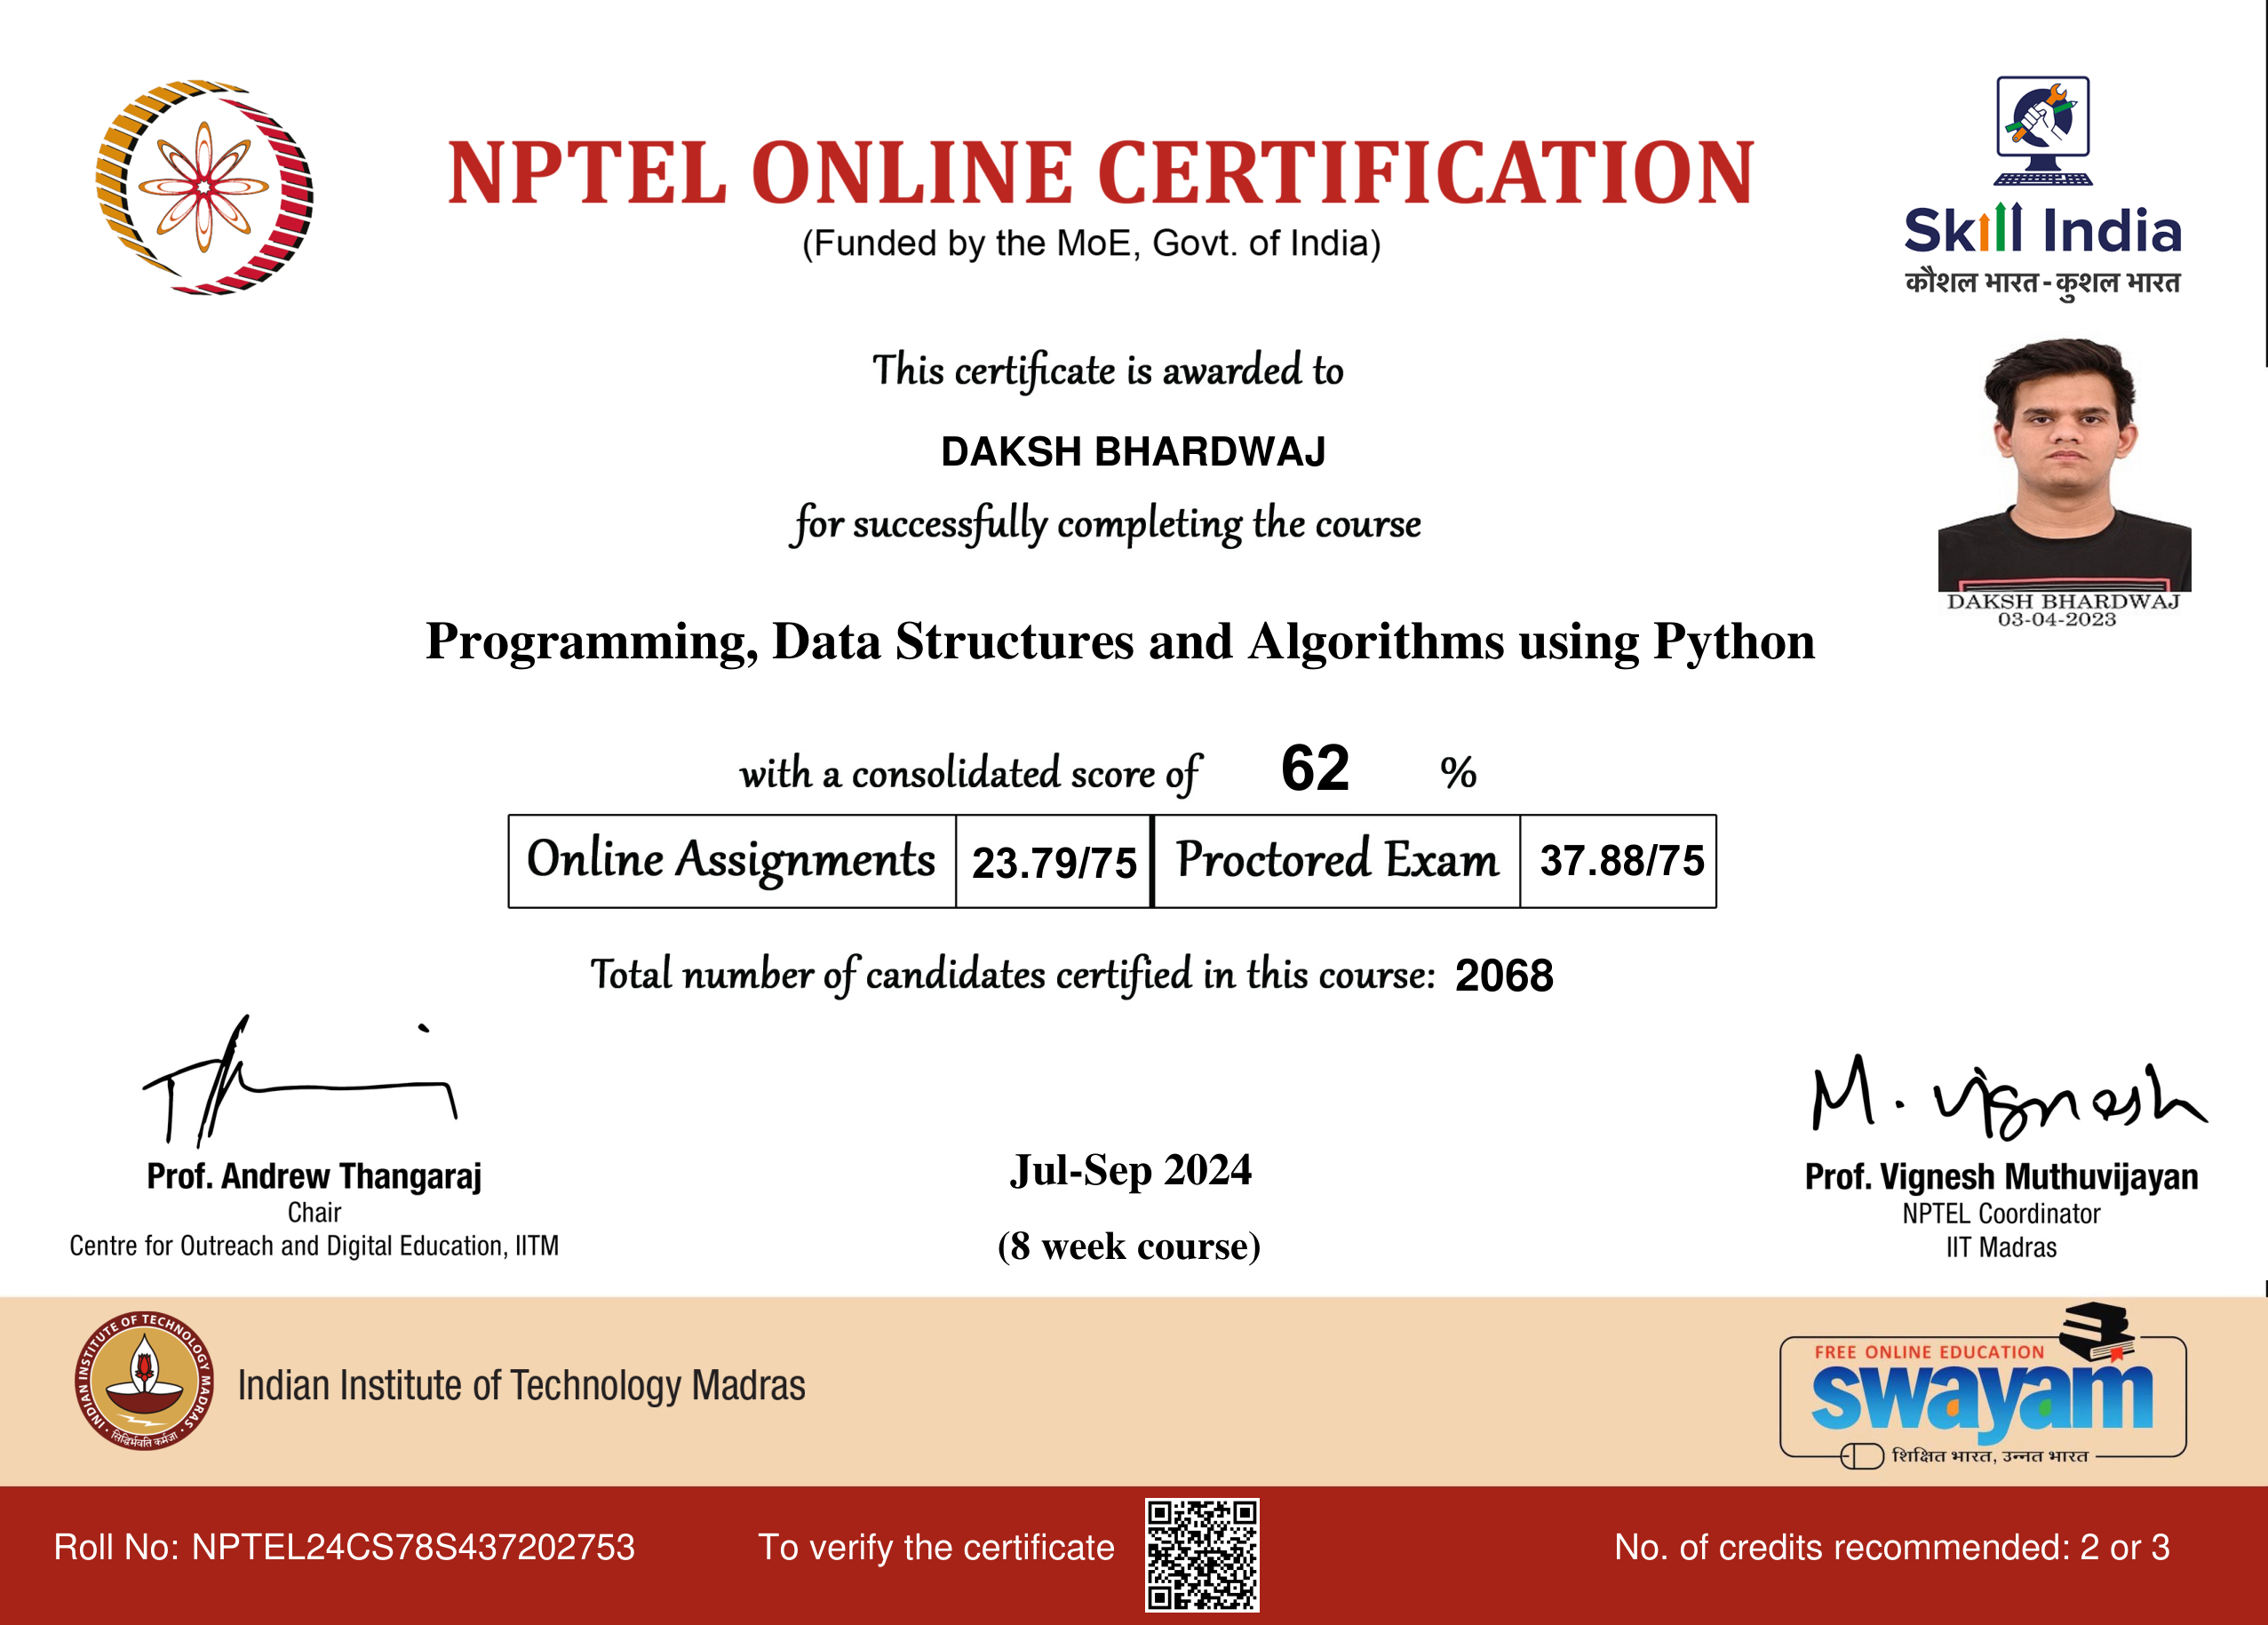 NPTEL ONLINE CERTIFICATION
(Funded by the MoE, Govt. of India)
Skill India
कौशल भारत - कुशल भारत
This certificate is awarded to
DAKSH BHARDWAJ
for successfully completing the course
DAKSH BHARDWAJ
03-04-2023
Programming, Data Structures and Algorithms using Python
with a consolidated score of 62 %
Online Assignments 23.79/75 Proctored Exam 37.88/75
Total number of candidates certified in this course: 2068
M. Vignesh
Prof. Andrew Thangaraj
Chair
Centre for Outreach and Digital Education, IITM
Jul-Sep 2024
(8 week course)
Prof. Vignesh Muthuvijayan
NPTEL Coordinator
IIT Madras
INDIAN INSTITUTE OF TECHNOLOGY MADRAS
सिद्धिर्भवति कर्मजा
Indian Institute of Technology Madras
FREE ONLINE EDUCATION
swayam
शिक्षित भारत, उन्नत भारत
Roll No: NPTEL24CS78S437202753
To verify the certificate
No. of credits recommended: 2 or 3